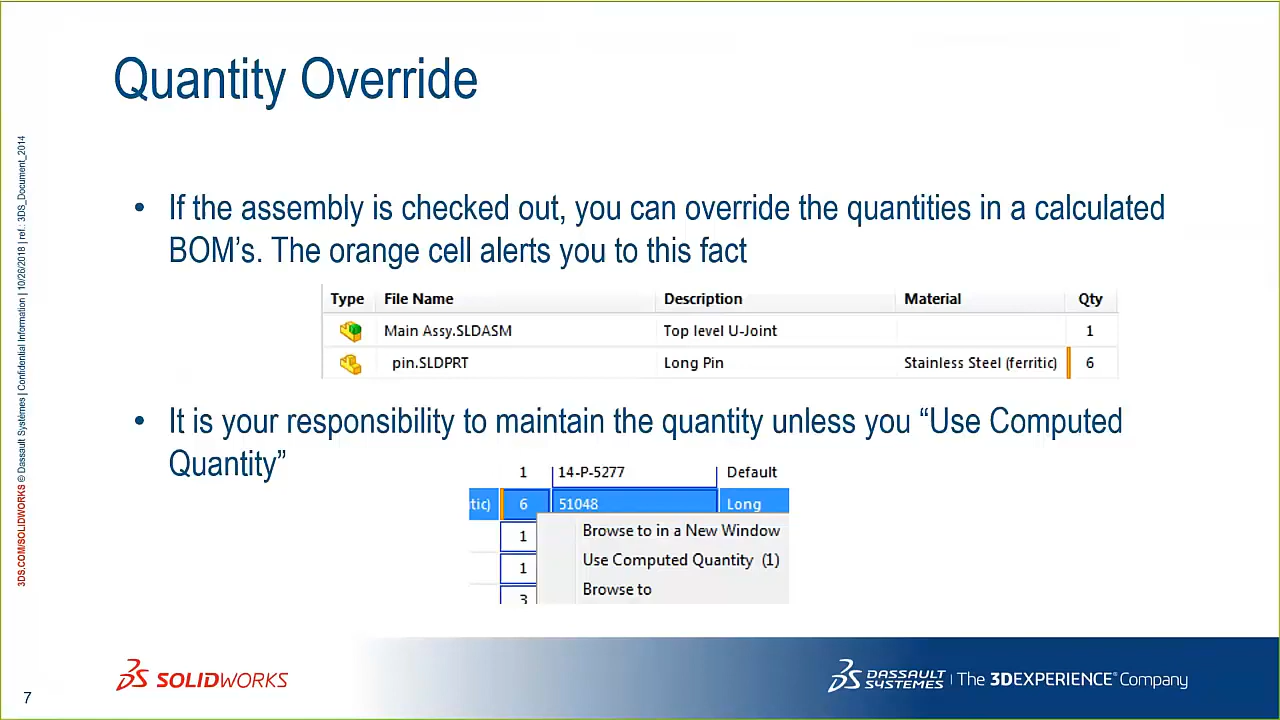 Quantity Override
3DS.COM/SOLIDWORKS © Dassault Systèmes | Confidential Information | 10/26/2018 | ref.: 3DS_Document_2014
• If the assembly is checked out, you can override the quantities in a calculated
BOM’s. The orange cell alerts you to this fact
Type File Name Description Material Qty
Main Assy.SLDASM Top level U-Joint 1
pin.SLDPRT Long Pin Stainless Steel (ferritic) 6
• It is your responsibility to maintain the quantity unless you “Use Computed
Quantity”
1 14-P-5277 Default
tic) 6 51048 Long
1 Browse to in a New Window
1 Use Computed Quantity (1)
3 Browse to
SOLIDWORKS
DASSAULT
SYSTEMES | The 3DEXPERIENCE® Company
7